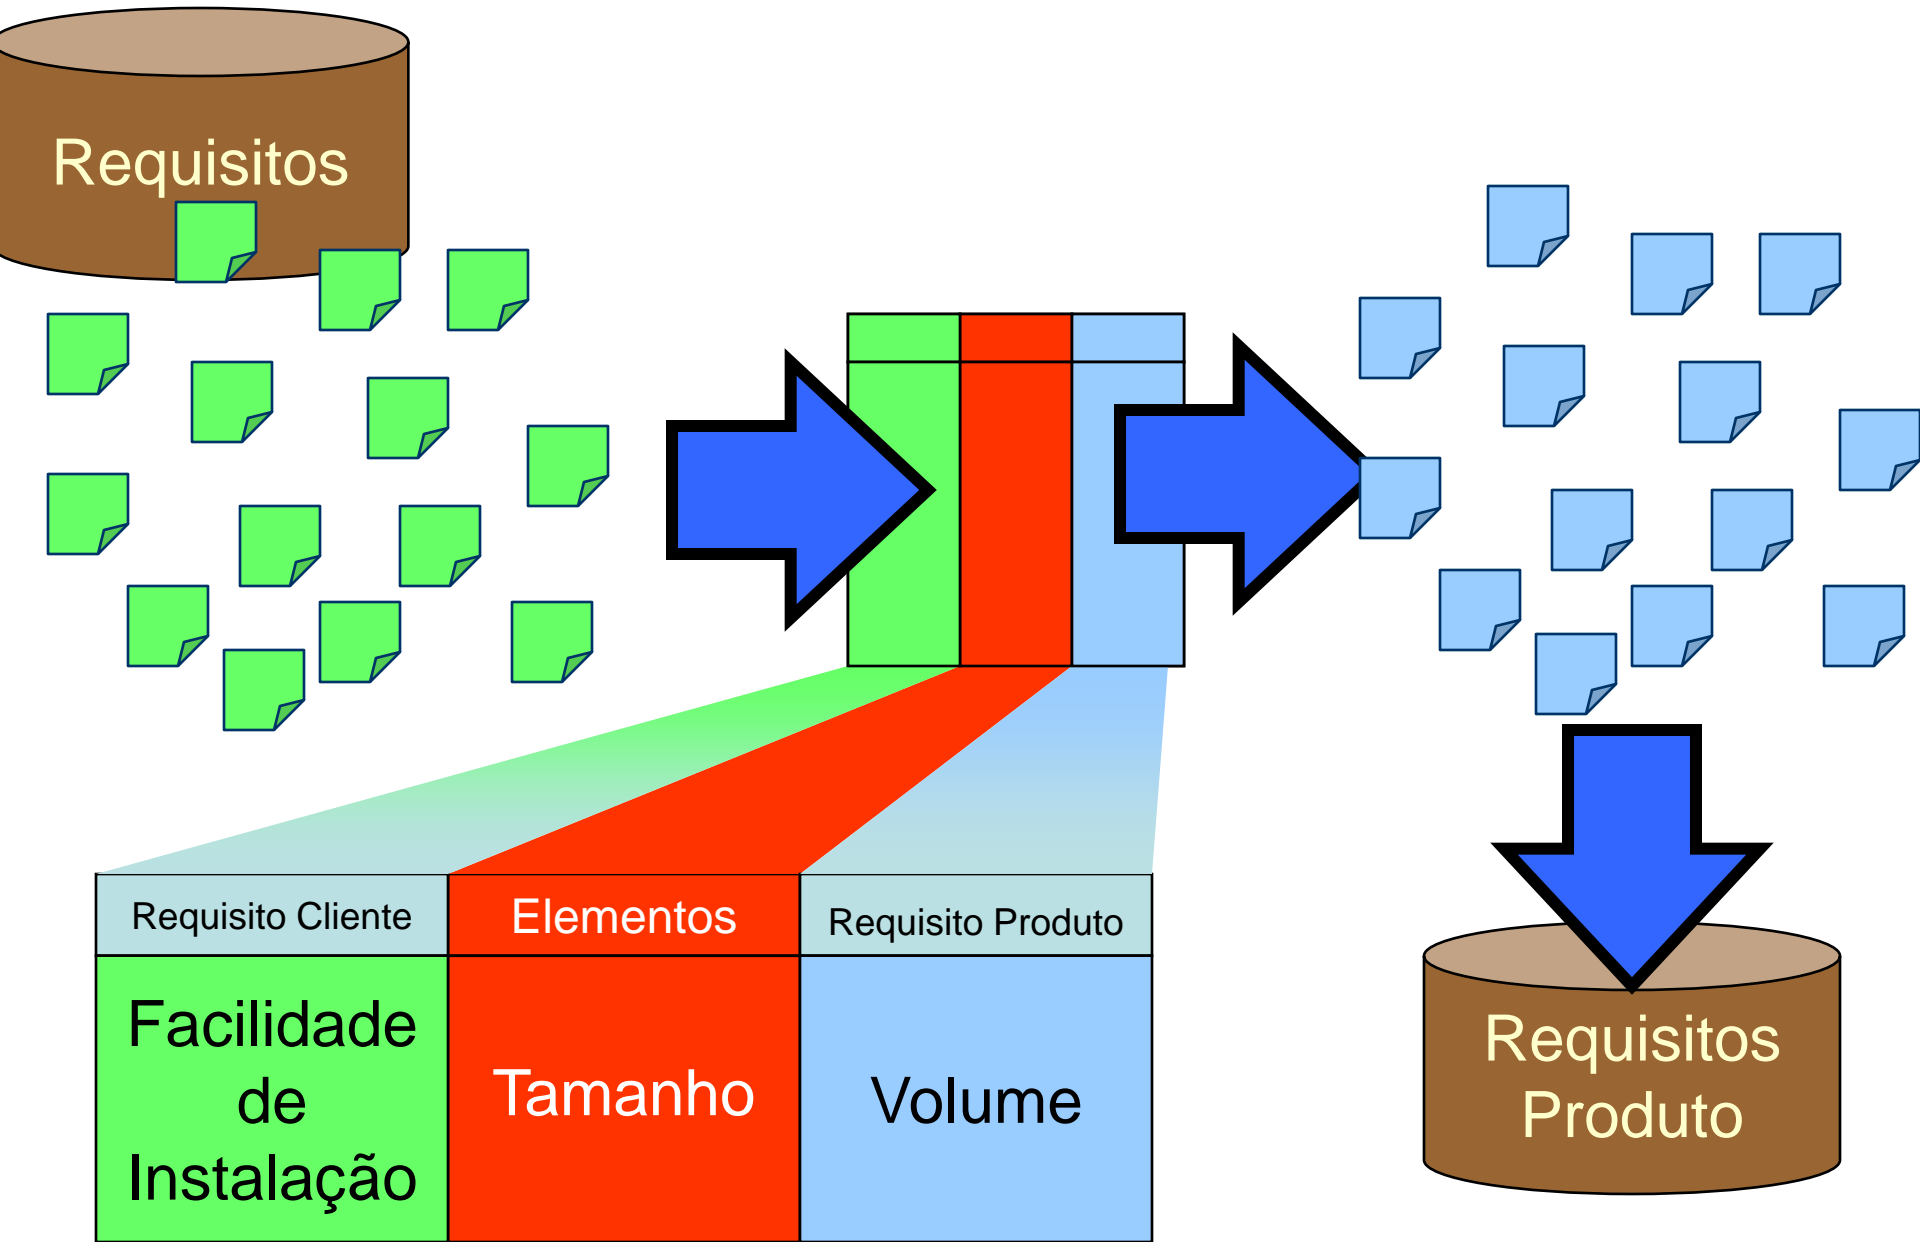 Requisitos
Requisito Cliente
Elementos
Requisito Produto
Facilidade
de
Instalação
Tamanho
Volume
Requisitos
Produto